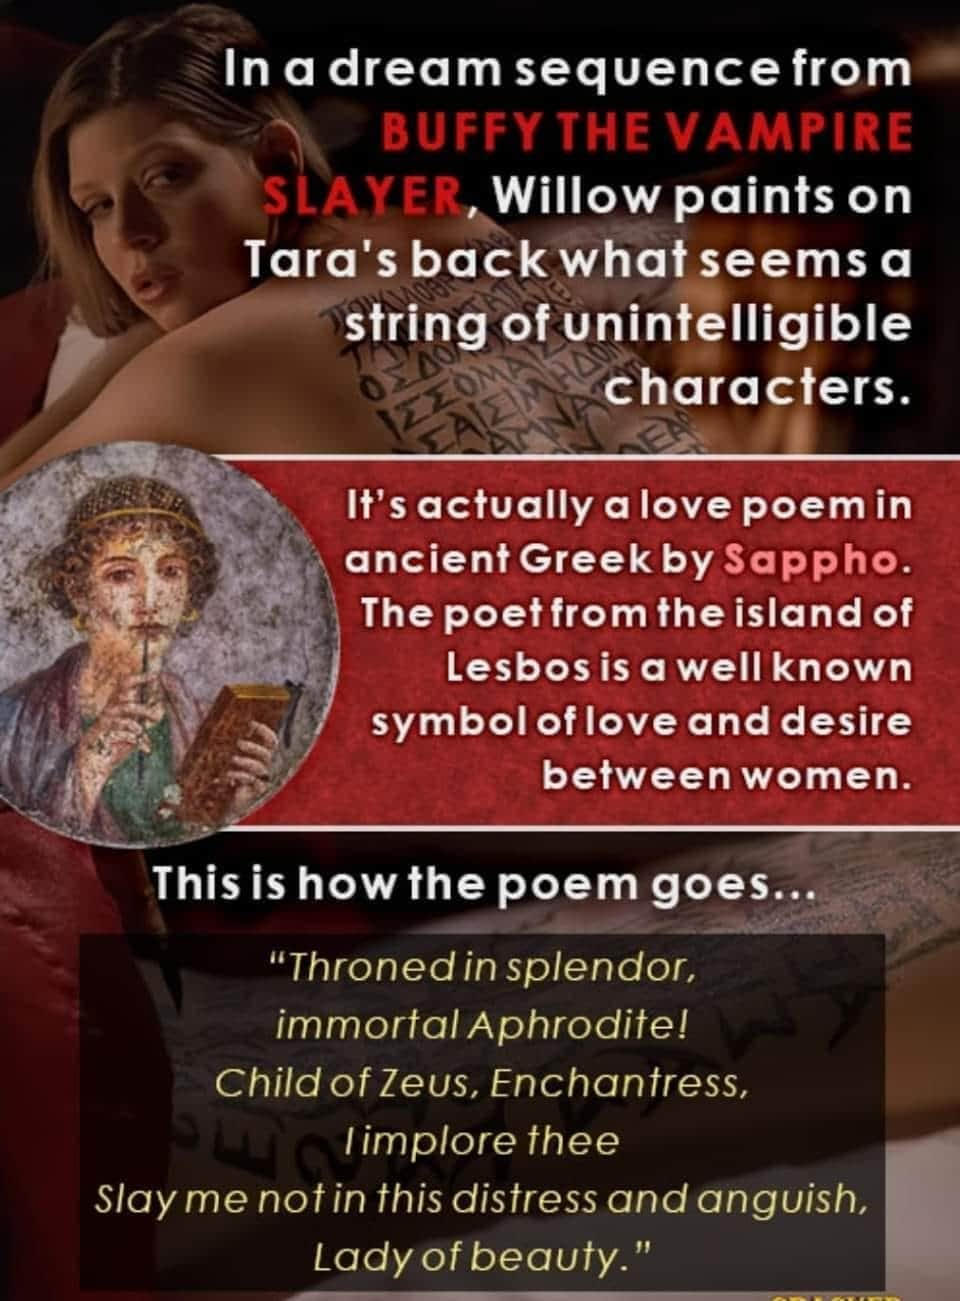 In a dream sequence from
BUFFY THE VAMPIRE
SLAYER, Willow paints on
Tara's back what seems a
string of unintelligible
characters.
It's actually a love poem in
ancient Greek by Sappho.
The poet from the island of
Lesbos is a well known
symbol of love and desire
between women.
This is how the poem goes...
"Throned in splendor,
immortal Aphrodite!
Child of Zeus, Enchantress,
I implore thee
Slay me not in this distress and anguish,
Lady of beauty."